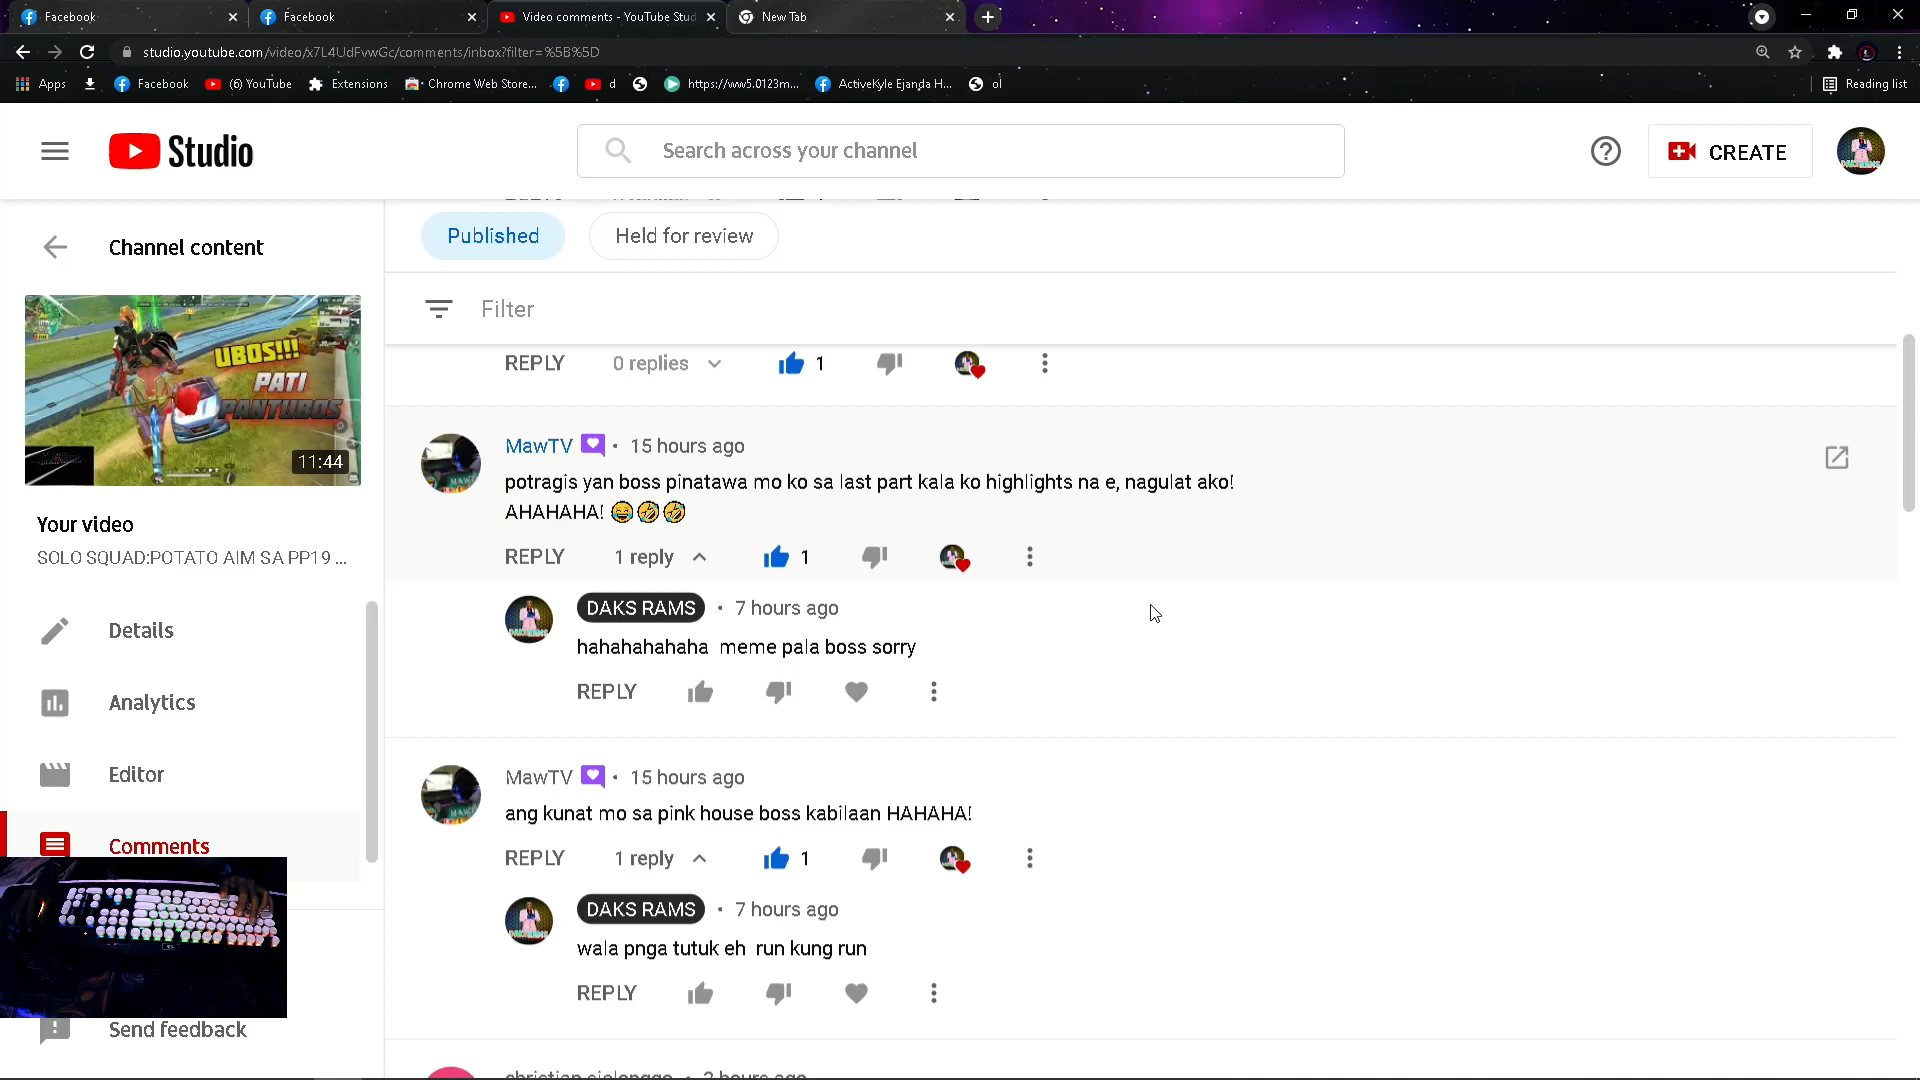 Facebook
Facebook
Video comments - YouTube Stud
New Tab
studio.youtube.com/video/x7L4UdFvwGc/comments/inbox?filter=%5B%5D
Apps
Facebook
(6) YouTube
Extensions
Chrome Web Store...
d
https://ww5.0123m...
ActiveKyle Ejanda H...
ol
Reading list
Studio
Search across your channel
CREATE
Channel content
Published
Held for review
Filter
UBOS!!!
PATI
PANTUBOS
11:44
Your video
SOLO SQUAD:POTATO AIM SA PP19 ...
Details
Analytics
Editor
Comments
Send feedback
REPLY 0 replies 1
MawTV • 15 hours ago
potragis yan boss pinatawa mo ko sa last part kala ko highlights na e, nagulat ako!
AHAHAHA! 😂🤣🤣
REPLY 1 reply 1
DAKS RAMS • 7 hours ago
hahahahahaha meme pala boss sorry
REPLY
MawTV • 15 hours ago
ang kunat mo sa pink house boss kabilaan HAHAHA!
REPLY 1 reply 1
DAKS RAMS • 7 hours ago
wala pnga tutuk eh run kung run
REPLY